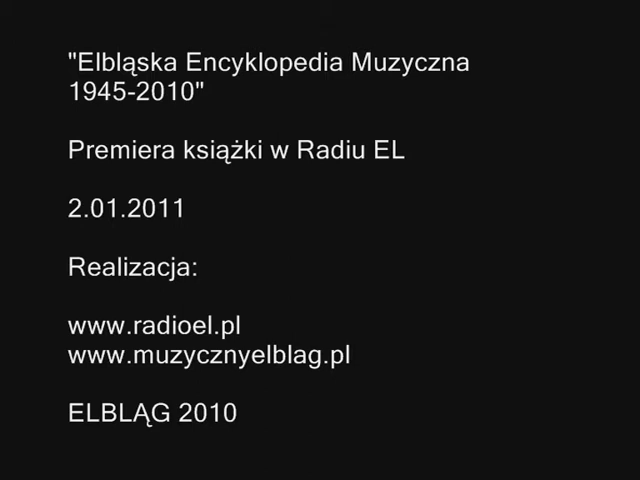 "Elbląska Encyklopedia Muzyczna
1945-2010"
Premiera książki w Radiu EL
2.01.2011
Realizacja:
www.radioel.pl
www.muzycznyelblag.pl
ELBLĄG 2010